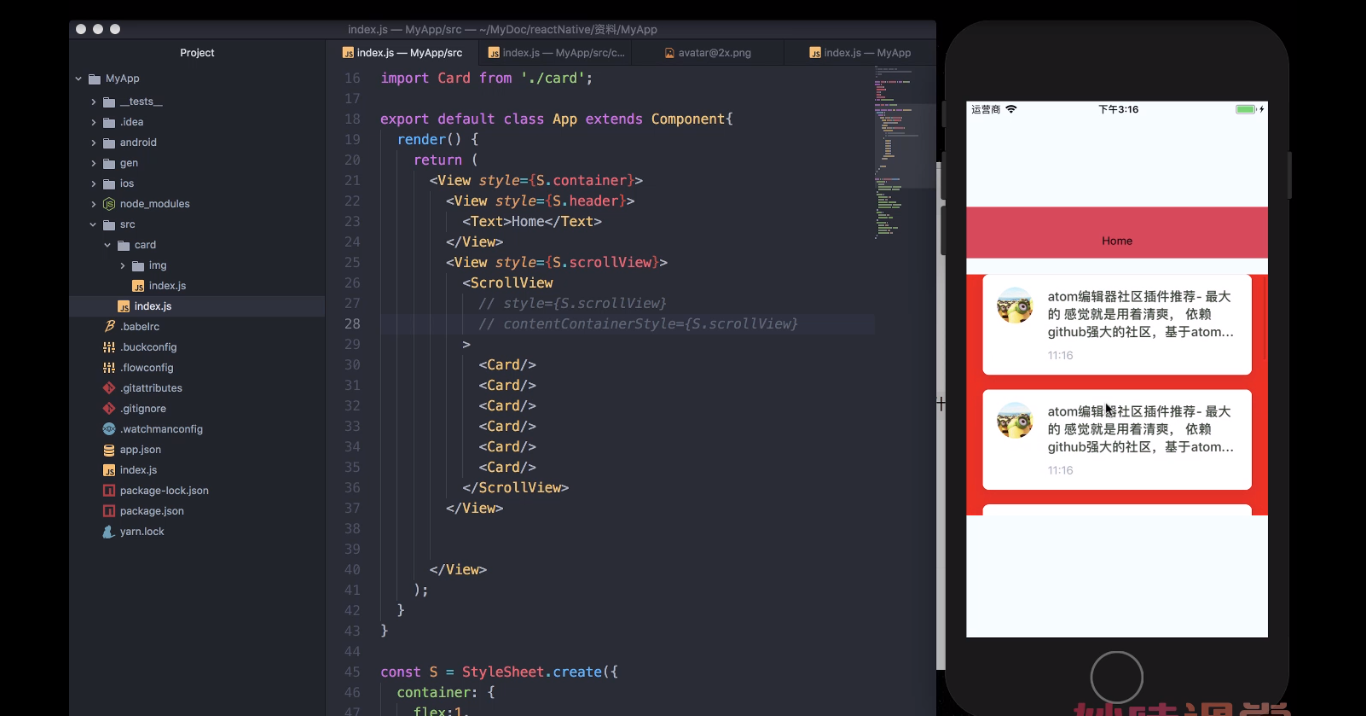 index.js — MyApp/src — ~/MyDoc/reactNative/资料/MyApp
Project
index.js — MyApp/src
index.js — MyApp/src/c...
avatar@2x.png
index.js — MyApp
MyApp
__tests__
.idea
android
gen
ios
node_modules
src
card
img
index.js
index.js
.babelrc
.buckconfig
.flowconfig
.gitattributes
.gitignore
.watchmanconfig
app.json
index.js
package-lock.json
package.json
yarn.lock
16 import Card from './card';
17
18 export default class App extends Component{
19 render() {
20 return (
21 <View style={S.container}>
22 <View style={S.header}>
23 <Text>Home</Text>
24 </View>
25 <View style={S.scrollView}>
26 <ScrollView
27 // style={S.scrollView}
28 // contentContainerStyle={S.scrollView}
29 >
30 <Card/>
31 <Card/>
32 <Card/>
33 <Card/>
34 <Card/>
35 <Card/>
36 </ScrollView>
37 </View>
38
39
40 </View>
41 );
42 }
43 }
44
45 const S = StyleSheet.create({
46 container: {
47 flex:1,
运营商 下午3:16
Home
atom编辑器社区插件推荐- 最大
的 感觉就是用着清爽， 依赖
github强大的社区，基于atom...
11:16
atom编辑器社区插件推荐- 最大
的 感觉就是用着清爽， 依赖
github强大的社区，基于atom...
11:16